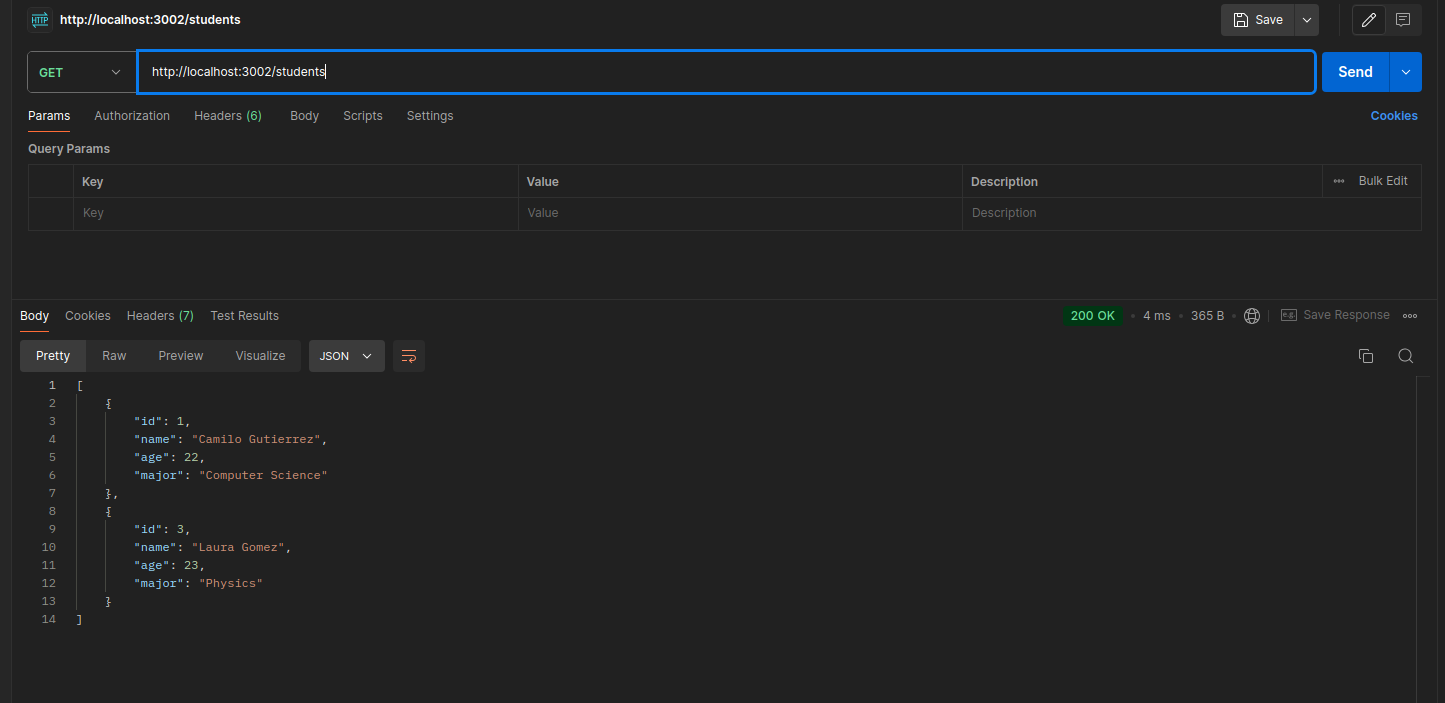 HTTP http://localhost:3002/students Save
GET http://localhost:3002/students Send
Params Authorization Headers (6) Body Scripts Settings Cookies
Query Params
Key Value Description ••• Bulk Edit
Key Value Description
Body Cookies Headers (7) Test Results 200 OK • 4 ms • 365 B • e.g. Save Response
Pretty Raw Preview Visualize JSON
1 [
2 {
3 "id": 1,
4 "name": "Camilo Gutierrez",
5 "age": 22,
6 "major": "Computer Science"
7 },
8 {
9 "id": 3,
10 "name": "Laura Gomez",
11 "age": 23,
12 "major": "Physics"
13 }
14 ]